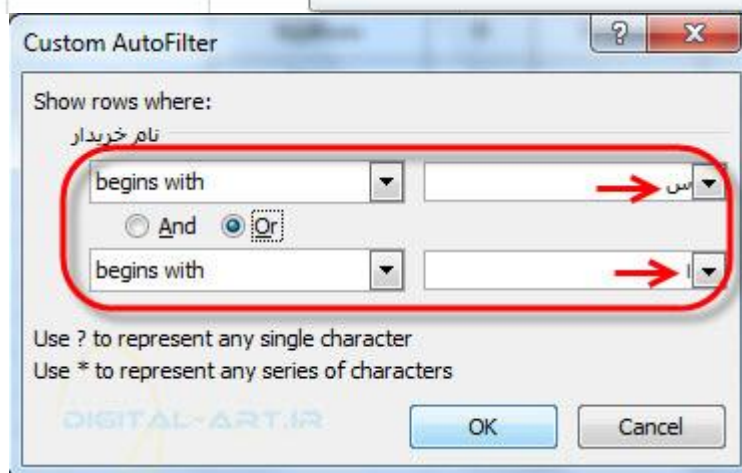 Custom AutoFilter
Show rows where:
نام خریدار
begins with س
And Or
begins with ا
Use ? to represent any single character
Use * to represent any series of characters
DIGITAL-ART.IR
OK Cancel